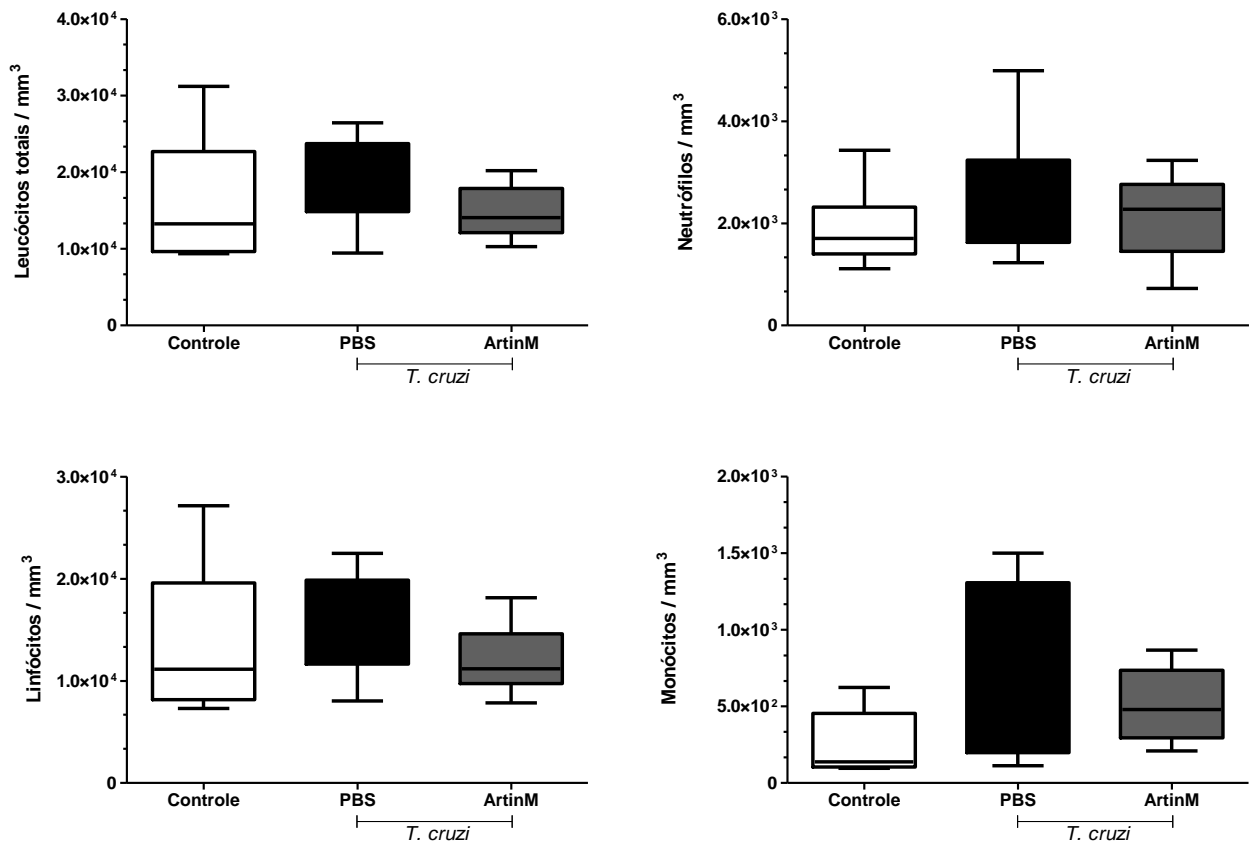 Leucócitos totais / mm³
4.0×10⁴
3.0×10⁴
2.0×10⁴
1.0×10⁴
0
Controle PBS ArtinM
T. cruzi
Neutrófilos / mm³
6.0×10³
4.0×10³
2.0×10³
0
Controle PBS ArtinM
T. cruzi
Linfócitos / mm³
3.0×10⁴
2.0×10⁴
1.0×10⁴
0
Controle PBS ArtinM
T. cruzi
Monócitos / mm³
2.0×10³
1.5×10³
1.0×10³
5.0×10²
0
Controle PBS ArtinM
T. cruzi